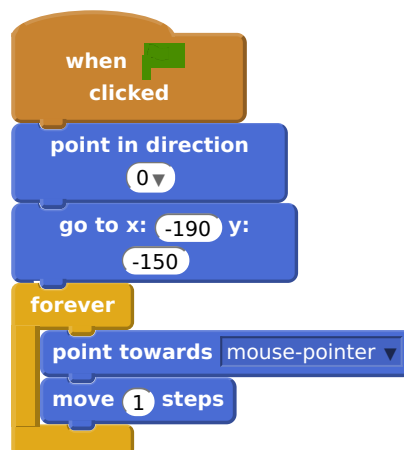 when
clicked
point in direction
0▼
go to x: -190 y:
-150
forever
point towards mouse-pointer ▼
move 1 steps